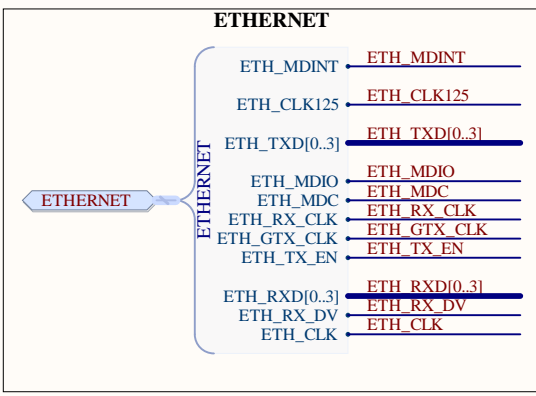 ETHERNET
ETH_MDINT ETH_MDINT
ETH_CLK125 ETH_CLK125
ETH_TXD[0..3] ETH_TXD[0..3]
ETH_MDIO ETH_MDIO
ETH_MDC ETH_MDC
ETHERNET ETHERNET
ETH_RX_CLK ETH_RX_CLK
ETH_GTX_CLK ETH_GTX_CLK
ETH_TX_EN ETH_TX_EN
ETH_RXD[0..3] ETH_RXD[0..3]
ETH_RX_DV ETH_RX_DV
ETH_CLK ETH_CLK